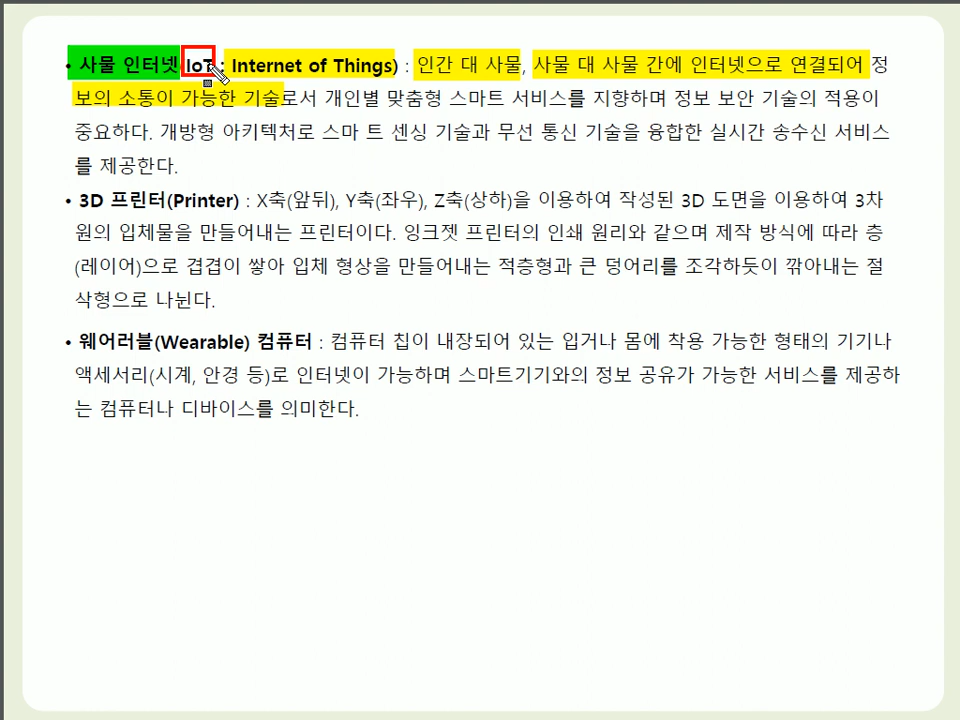 • 사물 인터넷(IoT : Internet of Things) : 인간 대 사물, 사물 대 사물 간에 인터넷으로 연결되어 정
보의 소통이 가능한 기술로서 개인별 맞춤형 스마트 서비스를 지향하며 정보 보안 기술의 적용이
중요하다. 개방형 아키텍처로 스마 트 센싱 기술과 무선 통신 기술을 융합한 실시간 송수신 서비스
를 제공한다.
• 3D 프린터(Printer) : X축(앞뒤), Y축(좌우), Z축(상하)을 이용하여 작성된 3D 도면을 이용하여 3차
원의 입체물을 만들어내는 프린터이다. 잉크젯 프린터의 인쇄 원리와 같으며 제작 방식에 따라 층
(레이어)으로 겹겹이 쌓아 입체 형상을 만들어내는 적층형과 큰 덩어리를 조각하듯이 깎아내는 절
삭형으로 나뉜다.
• 웨어러블(Wearable) 컴퓨터 : 컴퓨터 칩이 내장되어 있는 입거나 몸에 착용 가능한 형태의 기기나
액세서리(시계, 안경 등)로 인터넷이 가능하며 스마트기기와의 정보 공유가 가능한 서비스를 제공하
는 컴퓨터나 디바이스를 의미한다.